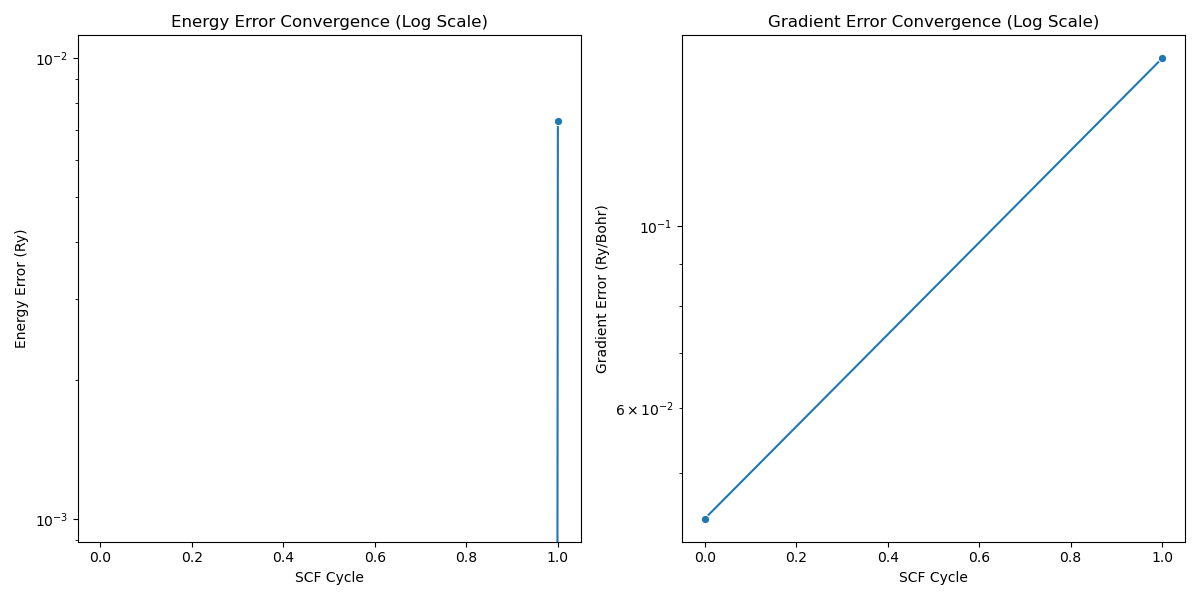 Energy Error Convergence (Log Scale)
10⁻²
10⁻³
Energy Error (Ry)
0.0 0.2 0.4 0.6 0.8 1.0
SCF Cycle
Gradient Error Convergence (Log Scale)
10⁻¹
6 × 10⁻²
Gradient Error (Ry/Bohr)
0.0 0.2 0.4 0.6 0.8 1.0
SCF Cycle